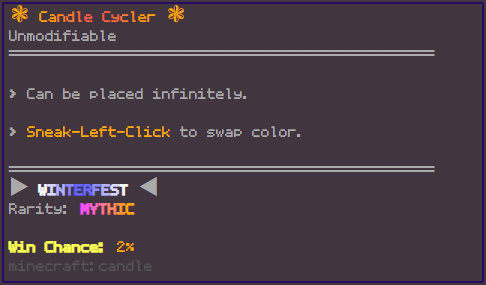 ❃ Candle Cycler ❃
Unmodifiable
> Can be placed infinitely.
> Sneak-Left-Click to swap color.
▶ WINTERFEST ◀
Rarity: MYTHIC
Win Chance: 2%
minecraft:candle